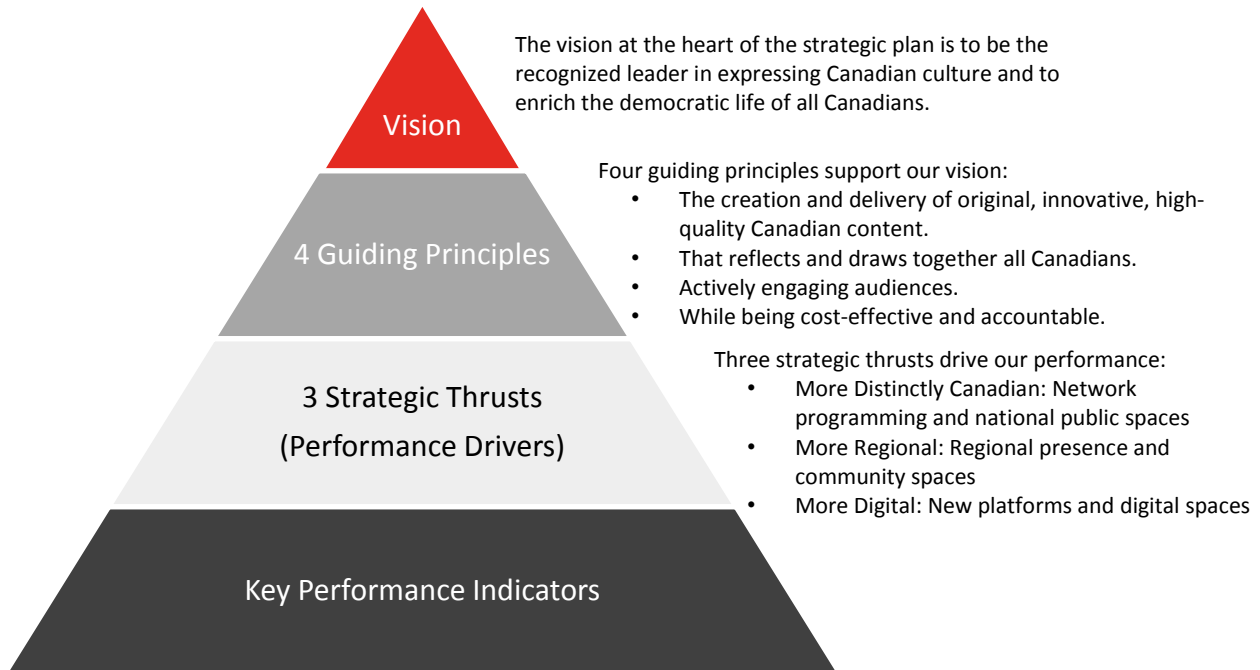 The vision at the heart of the strategic plan is to be the
recognized leader in expressing Canadian culture and to
enrich the democratic life of all Canadians.
Vision
Four guiding principles support our vision:
• The creation and delivery of original, innovative, high-
quality Canadian content.
• That reflects and draws together all Canadians.
• Actively engaging audiences.
• While being cost-effective and accountable.
4 Guiding Principles
Three strategic thrusts drive our performance:
• More Distinctly Canadian: Network
programming and national public spaces
• More Regional: Regional presence and
community spaces
• More Digital: New platforms and digital spaces
3 Strategic Thrusts
(Performance Drivers)
Key Performance Indicators